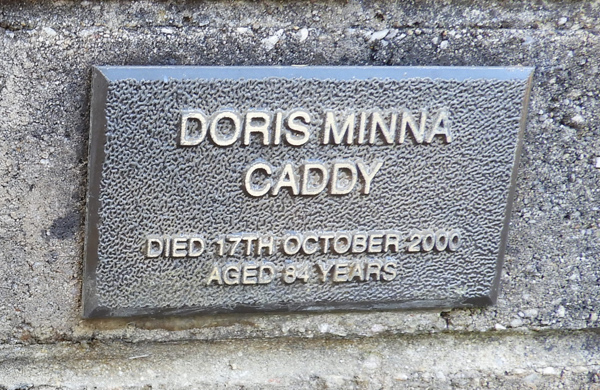 DORIS MINNA
CADDY
DIED 17TH OCTOBER 2000
AGED 84 YEARS